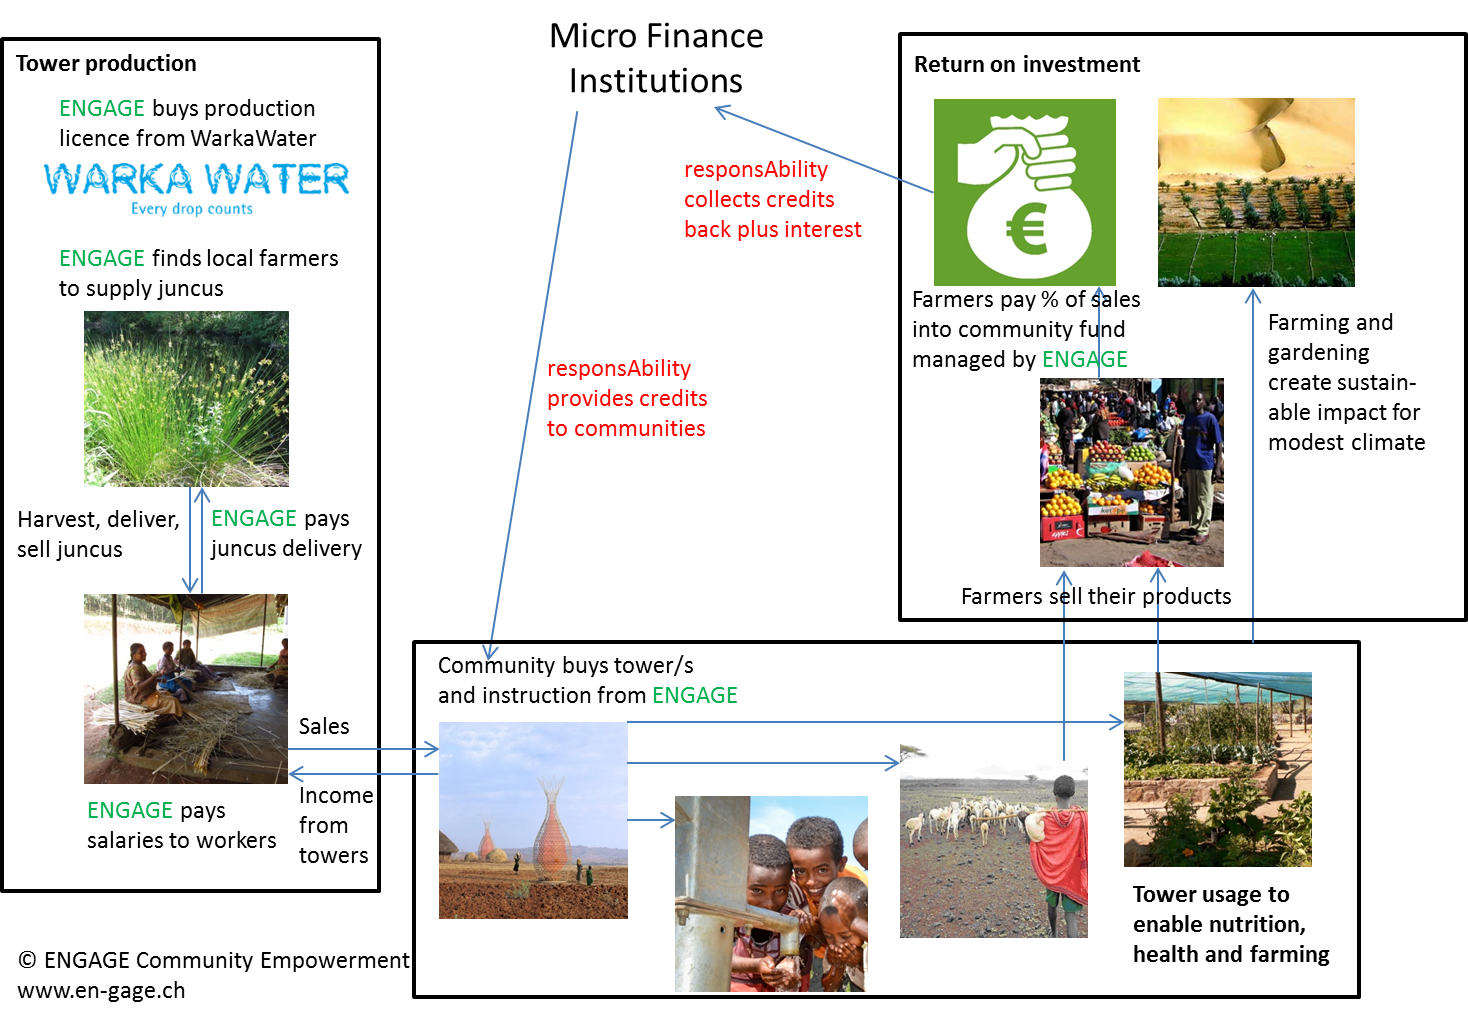 Micro Finance
Institutions
Tower production
ENGAGE buys production
licence from WarkaWater
WARKA WATER
Every drop counts
ENGAGE finds local farmers
to supply juncus
Harvest, deliver,
sell juncus
ENGAGE pays
juncus delivery
ENGAGE pays
salaries to workers
Sales
Income
from
towers
responsAbility
collects credits
back plus interest
responsAbility
provides credits
to communities
Return on investment
€
Farmers pay % of sales
into community fund
managed by ENGAGE
Farming and
gardening
create sustain-
able impact for
modest climate
Farmers sell their products
Community buys tower/s
and instruction from ENGAGE
Tower usage to
enable nutrition,
health and farming
© ENGAGE Community Empowerment
www.en-gage.ch